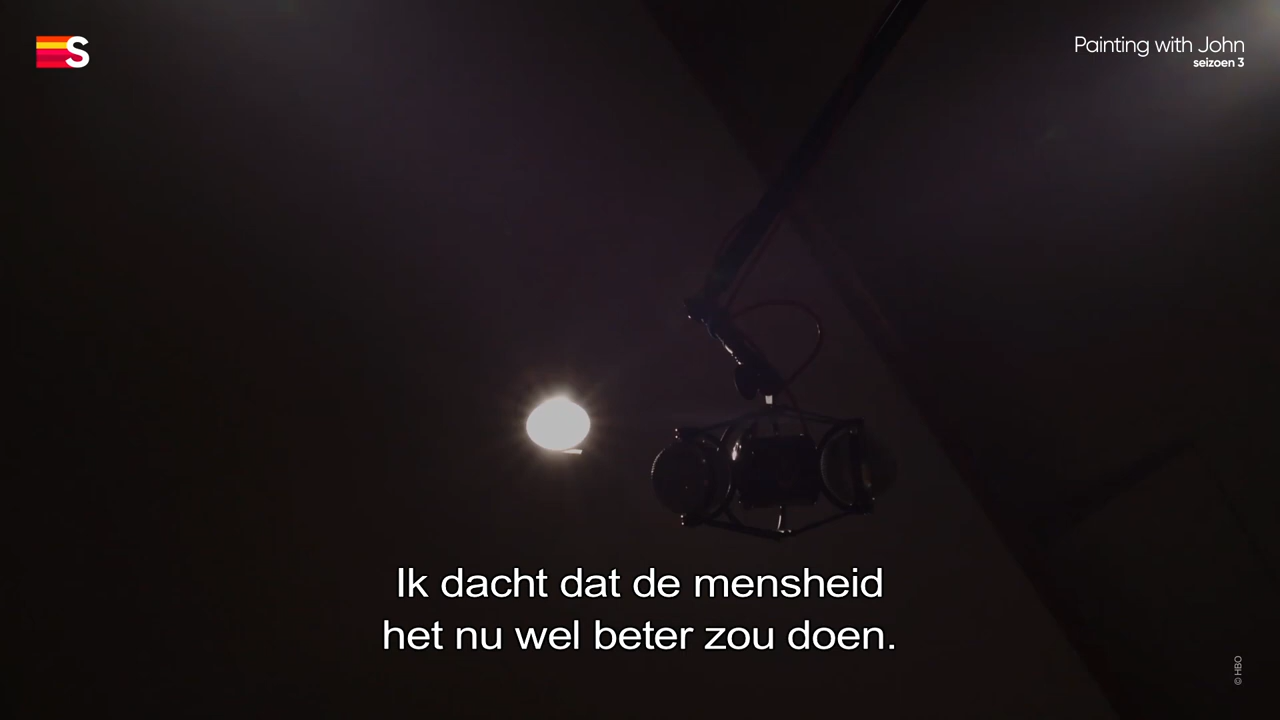 S
Painting with John
seizoen 3
Ik dacht dat de mensheid
het nu wel beter zou doen.
© HBO